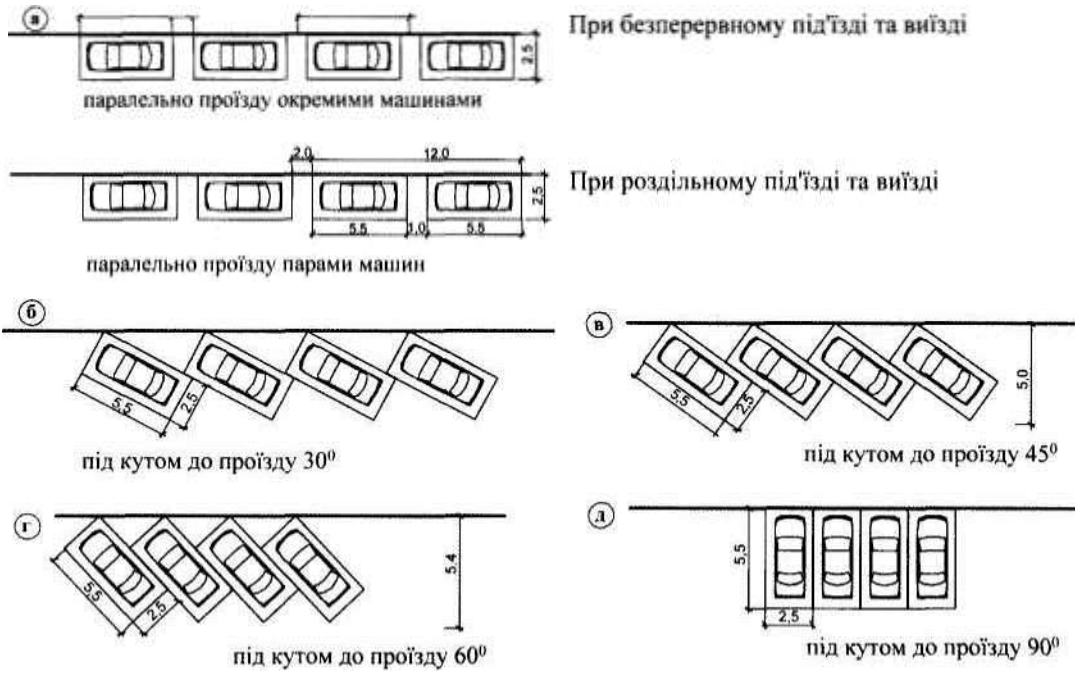 а
При безперервному під'їзді та виїзді
2,5
паралельно проїзду окремими машинами
2,0 12,0
При роздільному під'їзді та виїзді
2,5
5,5 1,0 5,5
паралельно проїзду парами машин
б
5,5 2,5
під кутом до проїзду 30⁰
в
5,5 2,5 5,0
під кутом до проїзду 45⁰
г
5,5 2,5 5,4
під кутом до проїзду 60⁰
д
5,5
2,5
під кутом до проїзду 90⁰